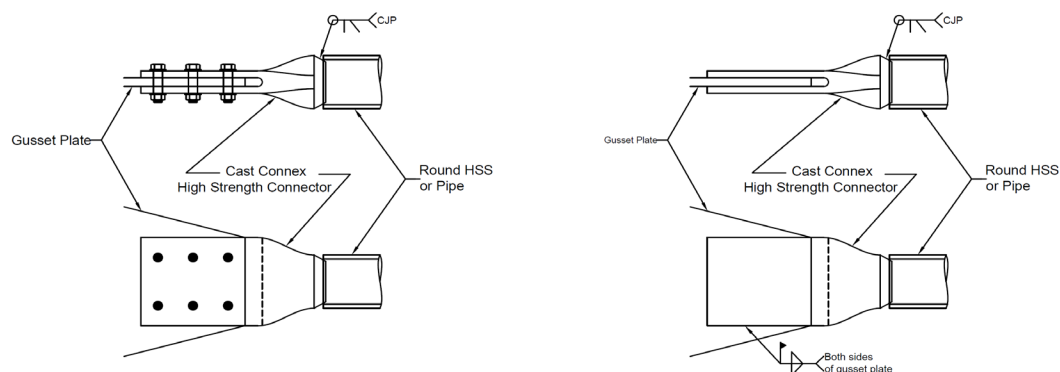 CJP
Gusset Plate
Cast Connex
High Strength Connector
Round HSS
or Pipe
CJP
Gusset Plate
Cast Connex
High Strength Connector
Round HSS
or Pipe
Both sides
of gusset plate